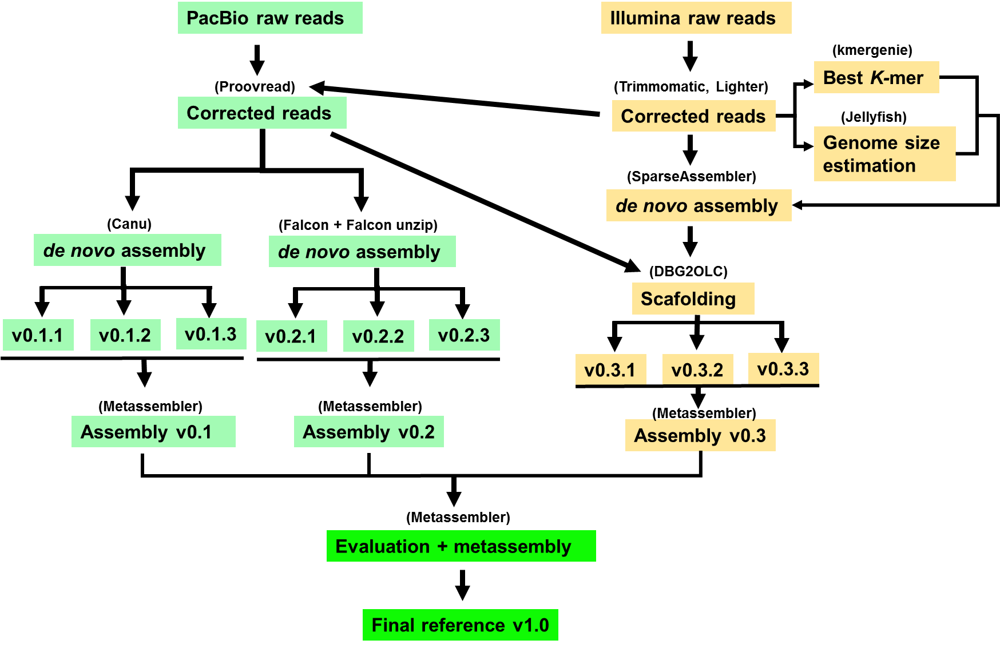 PacBio raw reads
Illumina raw reads
(kmergenie)
Best K-mer
(Proovread)
(Trimmomatic, Lighter)
Corrected reads
Corrected reads
(Jellyfish)
Genome size
estimation
(SparseAssembler)
de novo assembly
(Canu)
(Falcon + Falcon unzip)
de novo assembly
de novo assembly
(DBG2OLC)
Scafolding
v0.1.1
v0.1.2
v0.1.3
v0.2.1
v0.2.2
v0.2.3
v0.3.1
v0.3.2
v0.3.3
(Metassembler)
(Metassembler)
(Metassembler)
Assembly v0.1
Assembly v0.2
Assembly v0.3
(Metassembler)
Evaluation + metassembly
Final reference v1.0